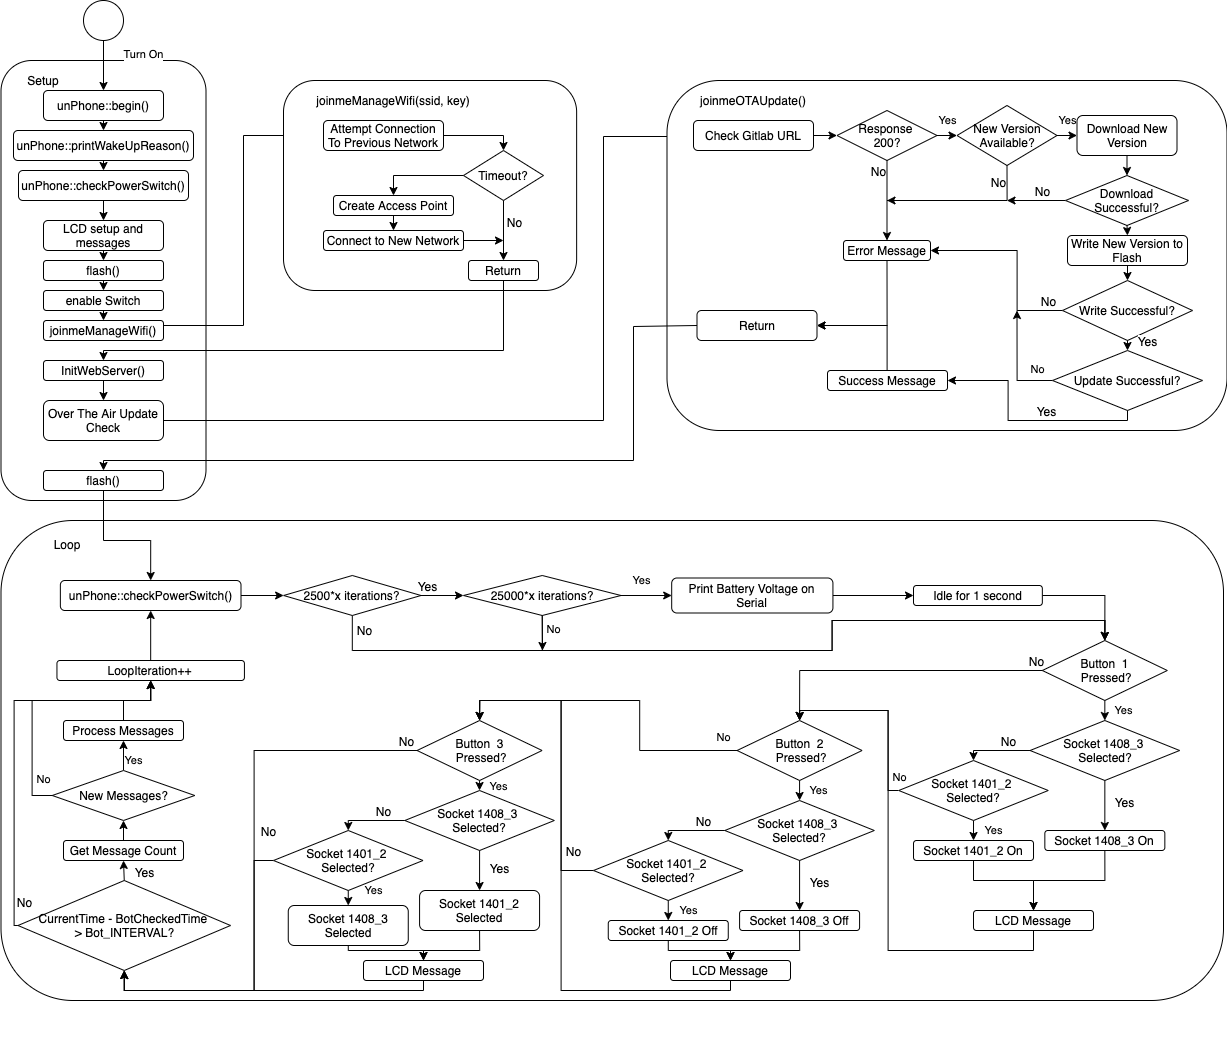 Turn On
Setup
unPhone::begin()
unPhone::printWakeUpReason()
unPhone::checkPowerSwitch()
LCD setup and
messages
flash()
enable Switch
joinmeManageWifi()
InitWebServer()
Over The Air Update
Check
flash()
joinmeManageWifi(ssid, key)
Attempt Connection
To Previous Network
Timeout?
Create Access Point
No
Connect to New Network
Return
joinmeOTAUpdate()
Check Gitlab URL
Response
200?
Yes
New Version
Available?
Yes
Download New
Version
No
No
No
Download
Successful?
Error Message
Write New Version to
Flash
No
Write Successful?
Return
Yes
No
Success Message
Update Successful?
Yes
Loop
unPhone::checkPowerSwitch()
2500*x iterations?
Yes
25000*x iterations?
Yes
Print Battery Voltage on
Serial
Idle for 1 second
No
No
No
Button  1
Pressed?
Yes
Socket 1408_3
Selected?
No
Socket 1401_2
Selected?
No
Yes
Yes
Socket 1401_2 On
Socket 1408_3 On
LCD Message
No
Button  2
Pressed?
Yes
Socket 1408_3
Selected?
No
Socket 1401_2
Selected?
No
Yes
Yes
Socket 1401_2 Off
Socket 1408_3 Off
LCD Message
No
Button  3
Pressed?
Yes
Socket 1408_3
Selected?
No
Socket 1401_2
Selected?
No
Yes
Yes
Socket 1408_3
Selected
Socket 1401_2
Selected
LCD Message
LoopIteration++
Process Messages
Yes
No
New Messages?
Get Message Count
Yes
No
CurrentTime - BotCheckedTime
> Bot_INTERVAL?